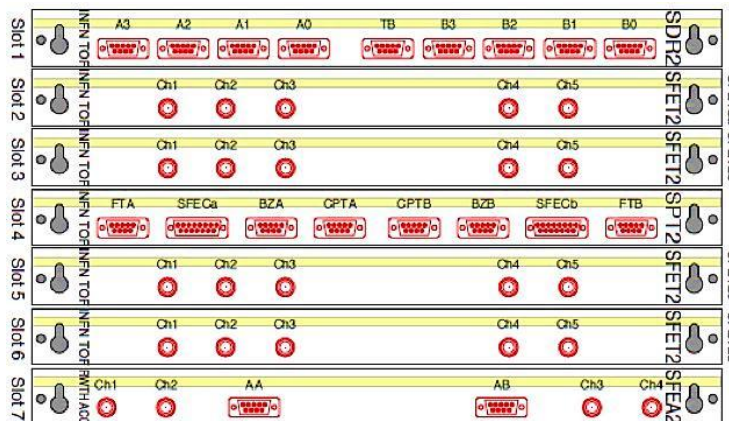 Slot 1 INFN TOF A3 A2 A1 A0 TB B3 B2 B1 B0 SDR2
Slot 2 INFN TOF Ch1 Ch2 Ch3 Ch4 Ch5 SFET2
Slot 3 INFN TOF Ch1 Ch2 Ch3 Ch4 Ch5 SFET2
Slot 4 INFN TOF FTA SFECa BZA CPTA CPTB BZB SFECb FTB SPT2
Slot 5 INFN TOF Ch1 Ch2 Ch3 Ch4 Ch5 SFET2
Slot 6 INFN TOF Ch1 Ch2 Ch3 Ch4 Ch5 SFET2
Slot 7 RWTH ACC Ch1 Ch2 AA AB Ch3 Ch4 SFEA2